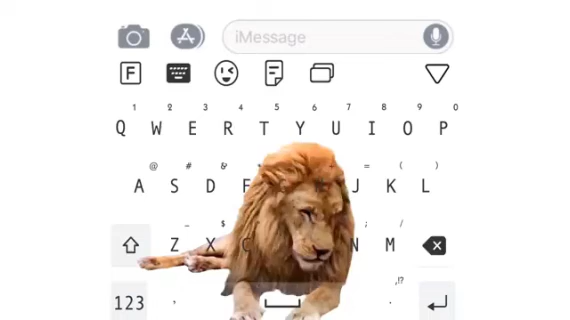 iMessage
F
1 2 3 4 5 6 7 8 9 0
Q W E R T Y U I O P
@ # & * = ( )
A S D F J K L
_ $ ; /
Z X C N M
,!?
123 , .